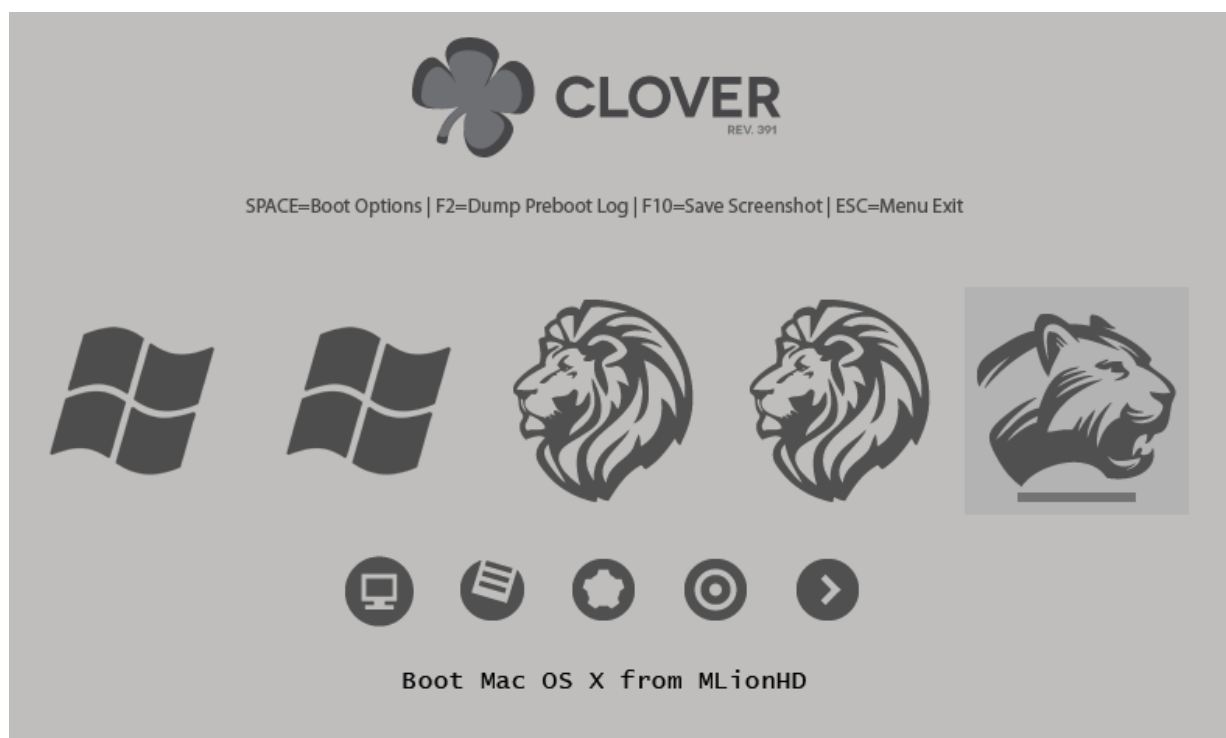 CLOVER
REV. 391
SPACE=Boot Options | F2=Dump Preboot Log | F10=Save Screenshot | ESC=Menu Exit
Boot Mac OS X from MLionHD